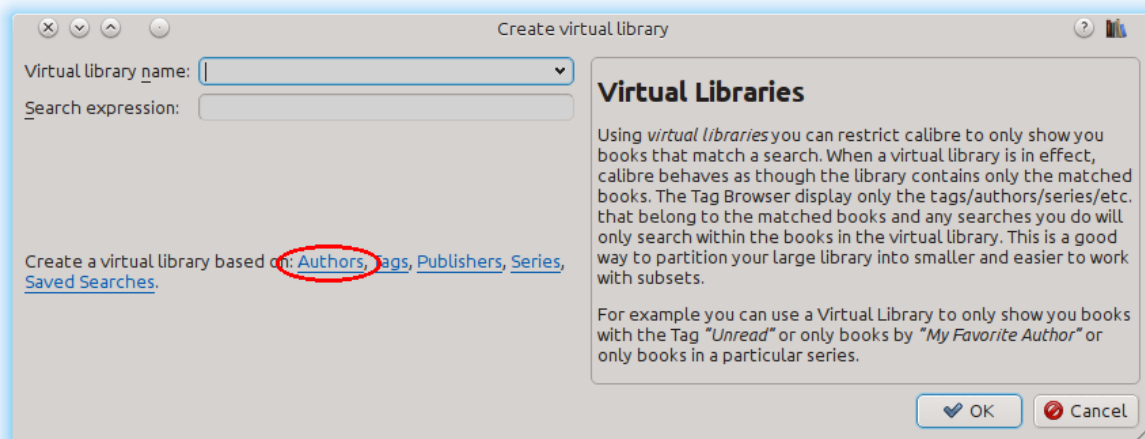 Create virtual library
Virtual library name:
Search expression:
Create a virtual library based on: Authors, Tags, Publishers, Series,
Saved Searches.
Virtual Libraries
Using virtual libraries you can restrict calibre to only show you
books that match a search. When a virtual library is in effect,
calibre behaves as though the library contains only the matched
books. The Tag Browser display only the tags/authors/series/etc.
that belong to the matched books and any searches you do will
only search within the books in the virtual library. This is a good
way to partition your large library into smaller and easier to work
with subsets.
For example you can use a Virtual Library to only show you books
with the Tag “Unread” or only books by “My Favorite Author” or
only books in a particular series.
OK
Cancel